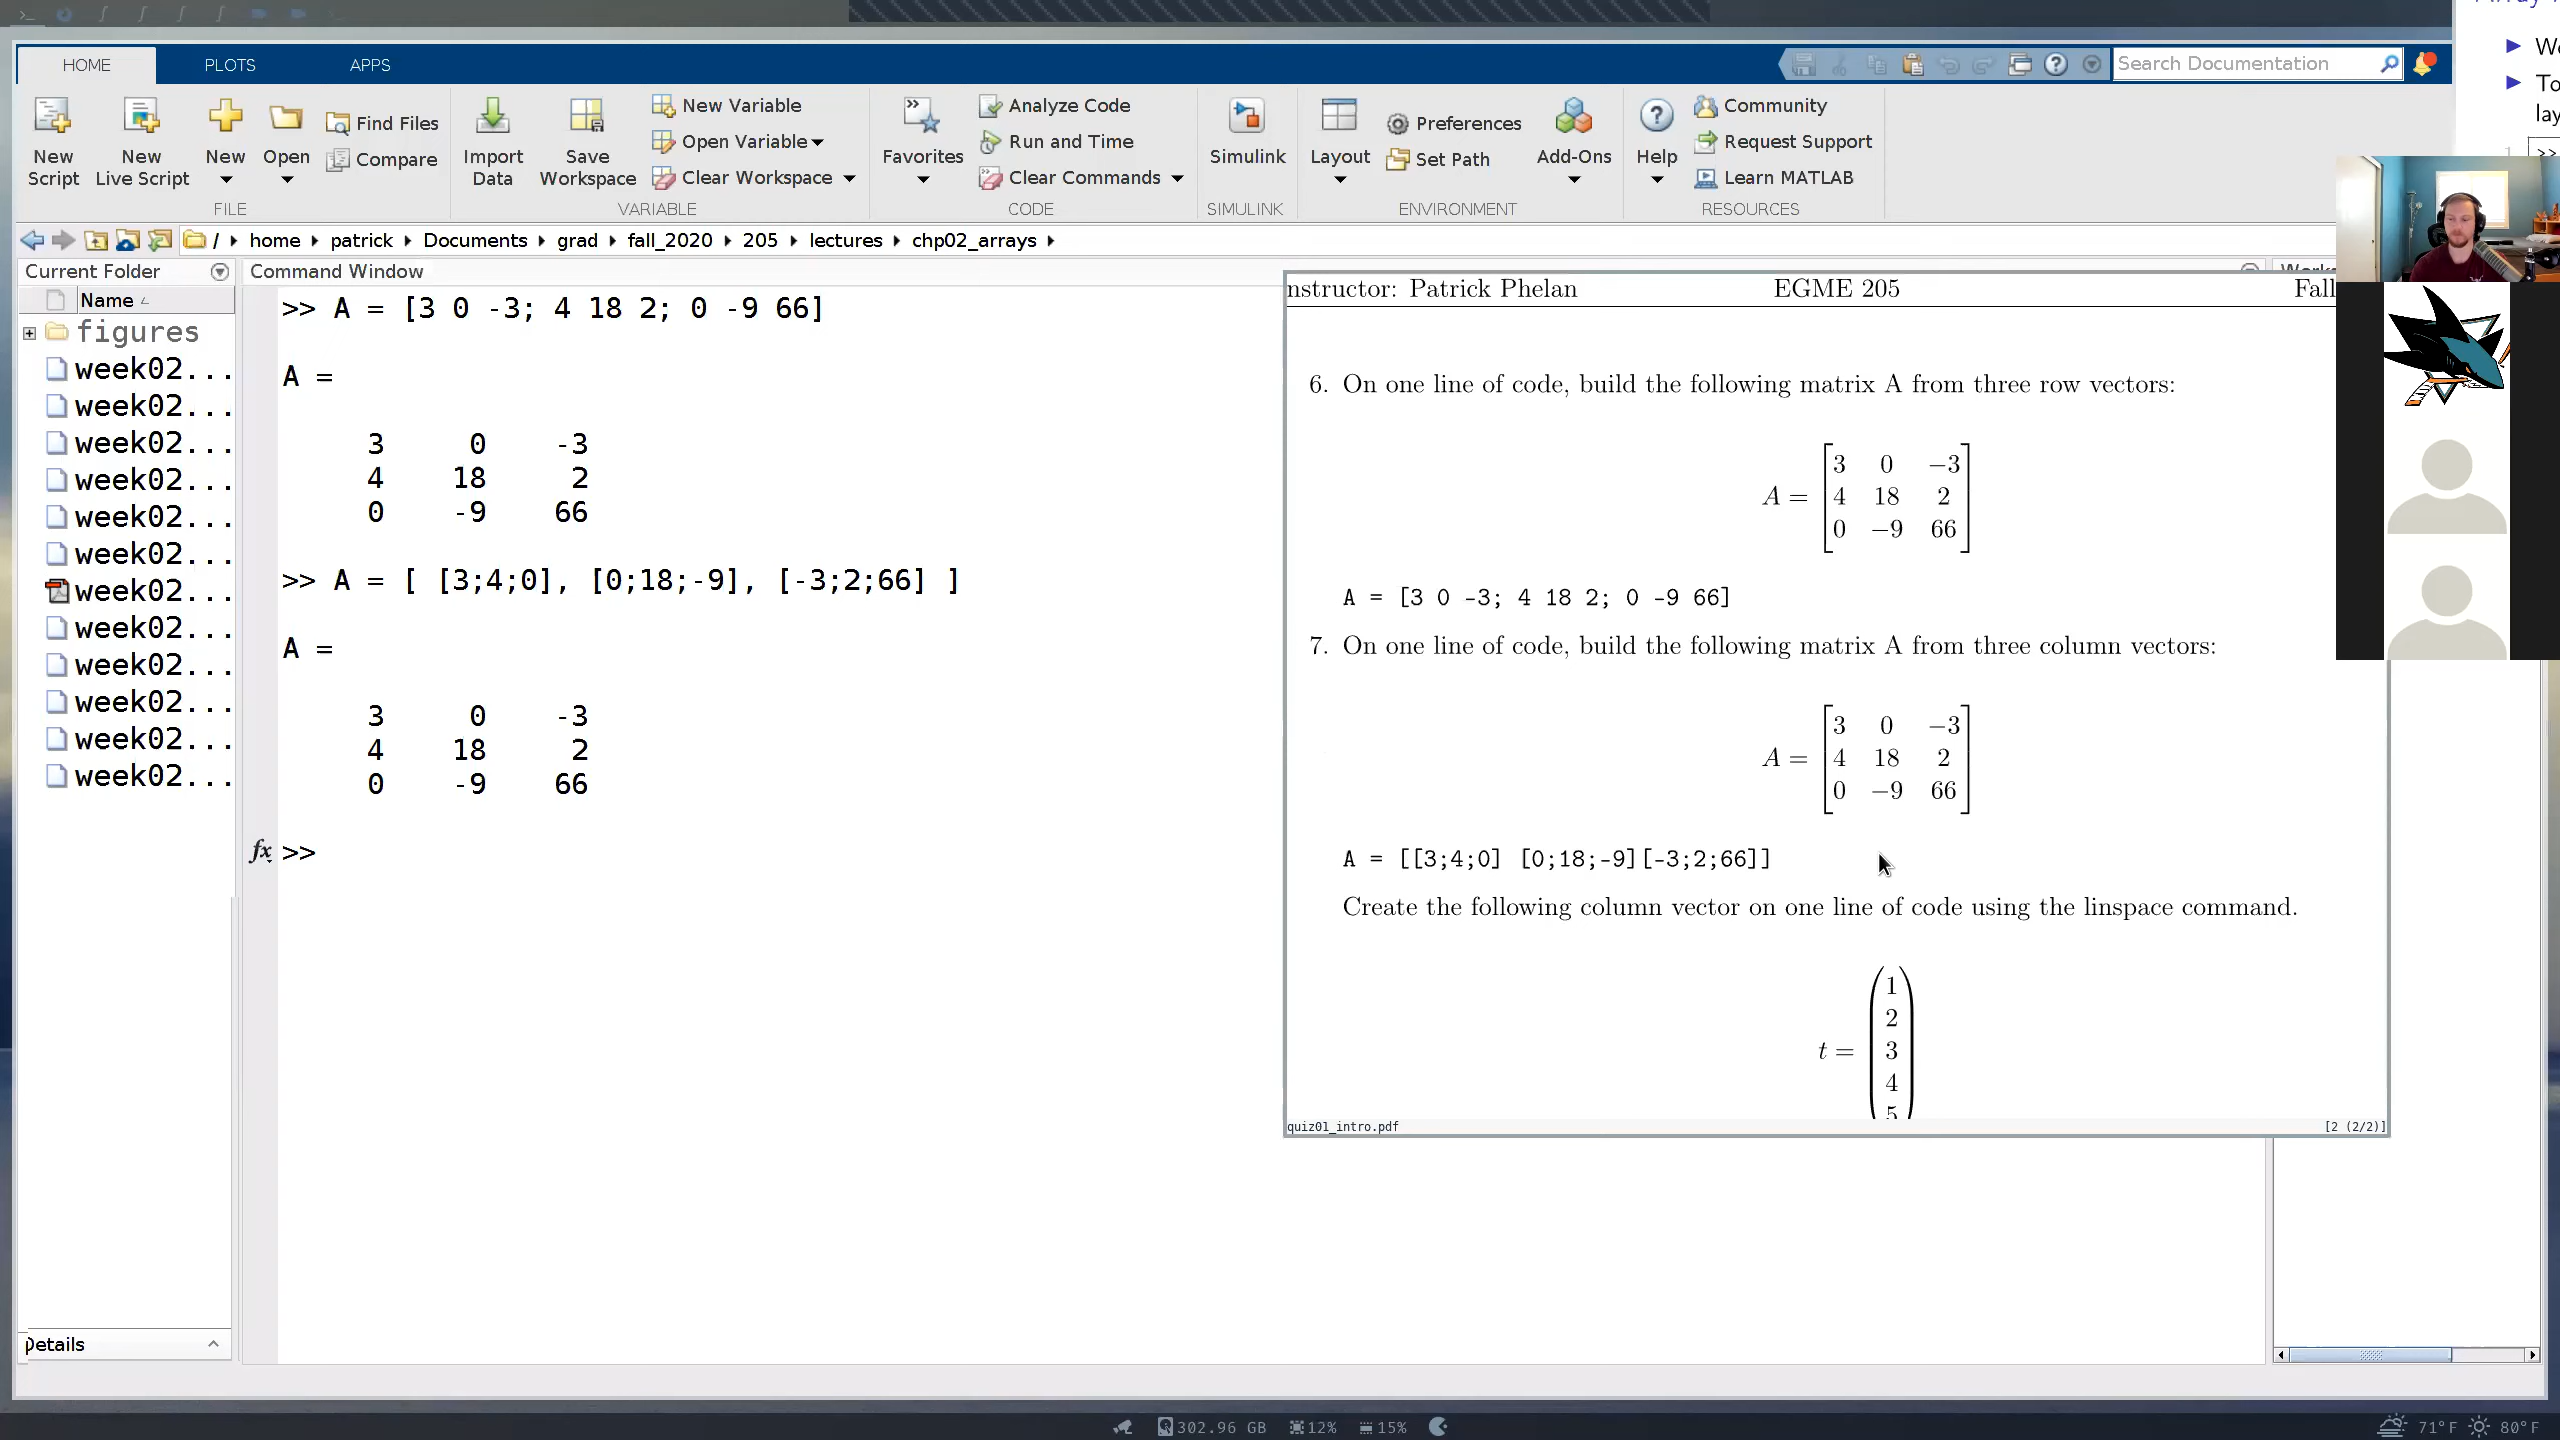 HOME PLOTS APPS
Search Documentation
New Script
New Live Script
New
Open
Find Files
Compare
FILE
Import Data
Save Workspace
New Variable
Open Variable
Clear Workspace
VARIABLE
Favorites
Analyze Code
Run and Time
Clear Commands
CODE
Simulink
SIMULINK
Layout
Preferences
Set Path
Add-Ons
ENVIRONMENT
Help
Community
Request Support
Learn MATLAB
RESOURCES
/ home patrick Documents grad fall_2020 205 lectures chp02_arrays
Current Folder
Name
figures
week02...
week02...
week02...
week02...
week02...
week02...
week02...
week02...
week02...
week02...
week02...
week02...
Details
Command Window
>> A = [3 0 -3; 4 18 2; 0 -9 66]
A =
3 0 -3
4 18 2
0 -9 66
>> A = [ [3;4;0], [0;18;-9], [-3;2;66] ]
A =
3 0 -3
4 18 2
0 -9 66
fx >>
nstructor: Patrick Phelan EGME 205 Fall
6. On one line of code, build the following matrix A from three row vectors:
A = [3 0 −3
4 18 2
0 −9 66]
A = [3 0 -3; 4 18 2; 0 -9 66]
7. On one line of code, build the following matrix A from three column vectors:
A = [3 0 −3
4 18 2
0 −9 66]
A = [[3;4;0] [0;18;-9][-3;2;66]]
Create the following column vector on one line of code using the linspace command.
t = (1
2
3
4
5
quiz01_intro.pdf [2 (2/2)]
302.96 GB 12% 15%
71°F 80°F